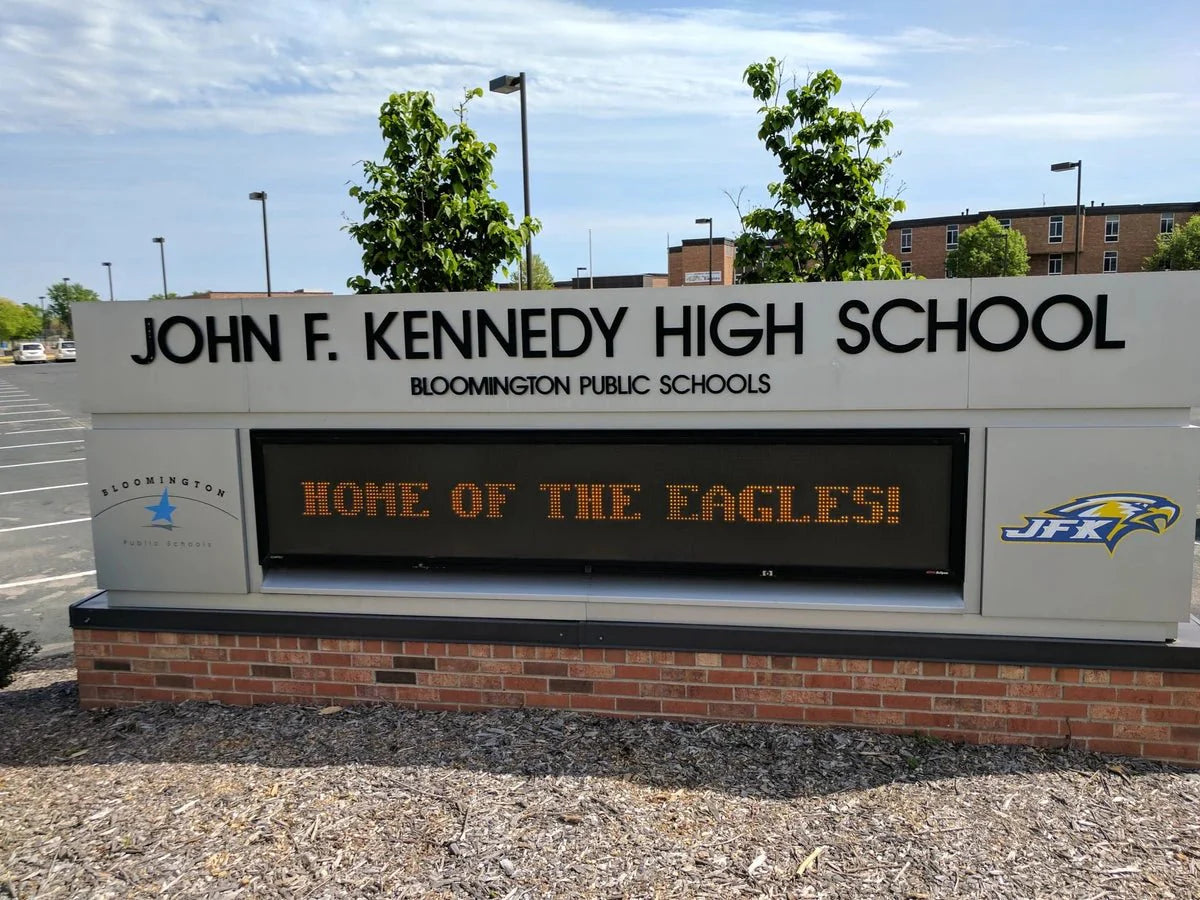 JOHN F. KENNEDY HIGH SCHOOL
BLOOMINGTON PUBLIC SCHOOLS
BLOOMINGTON
Public Schools
HOME OF THE EAGLES!
JFK